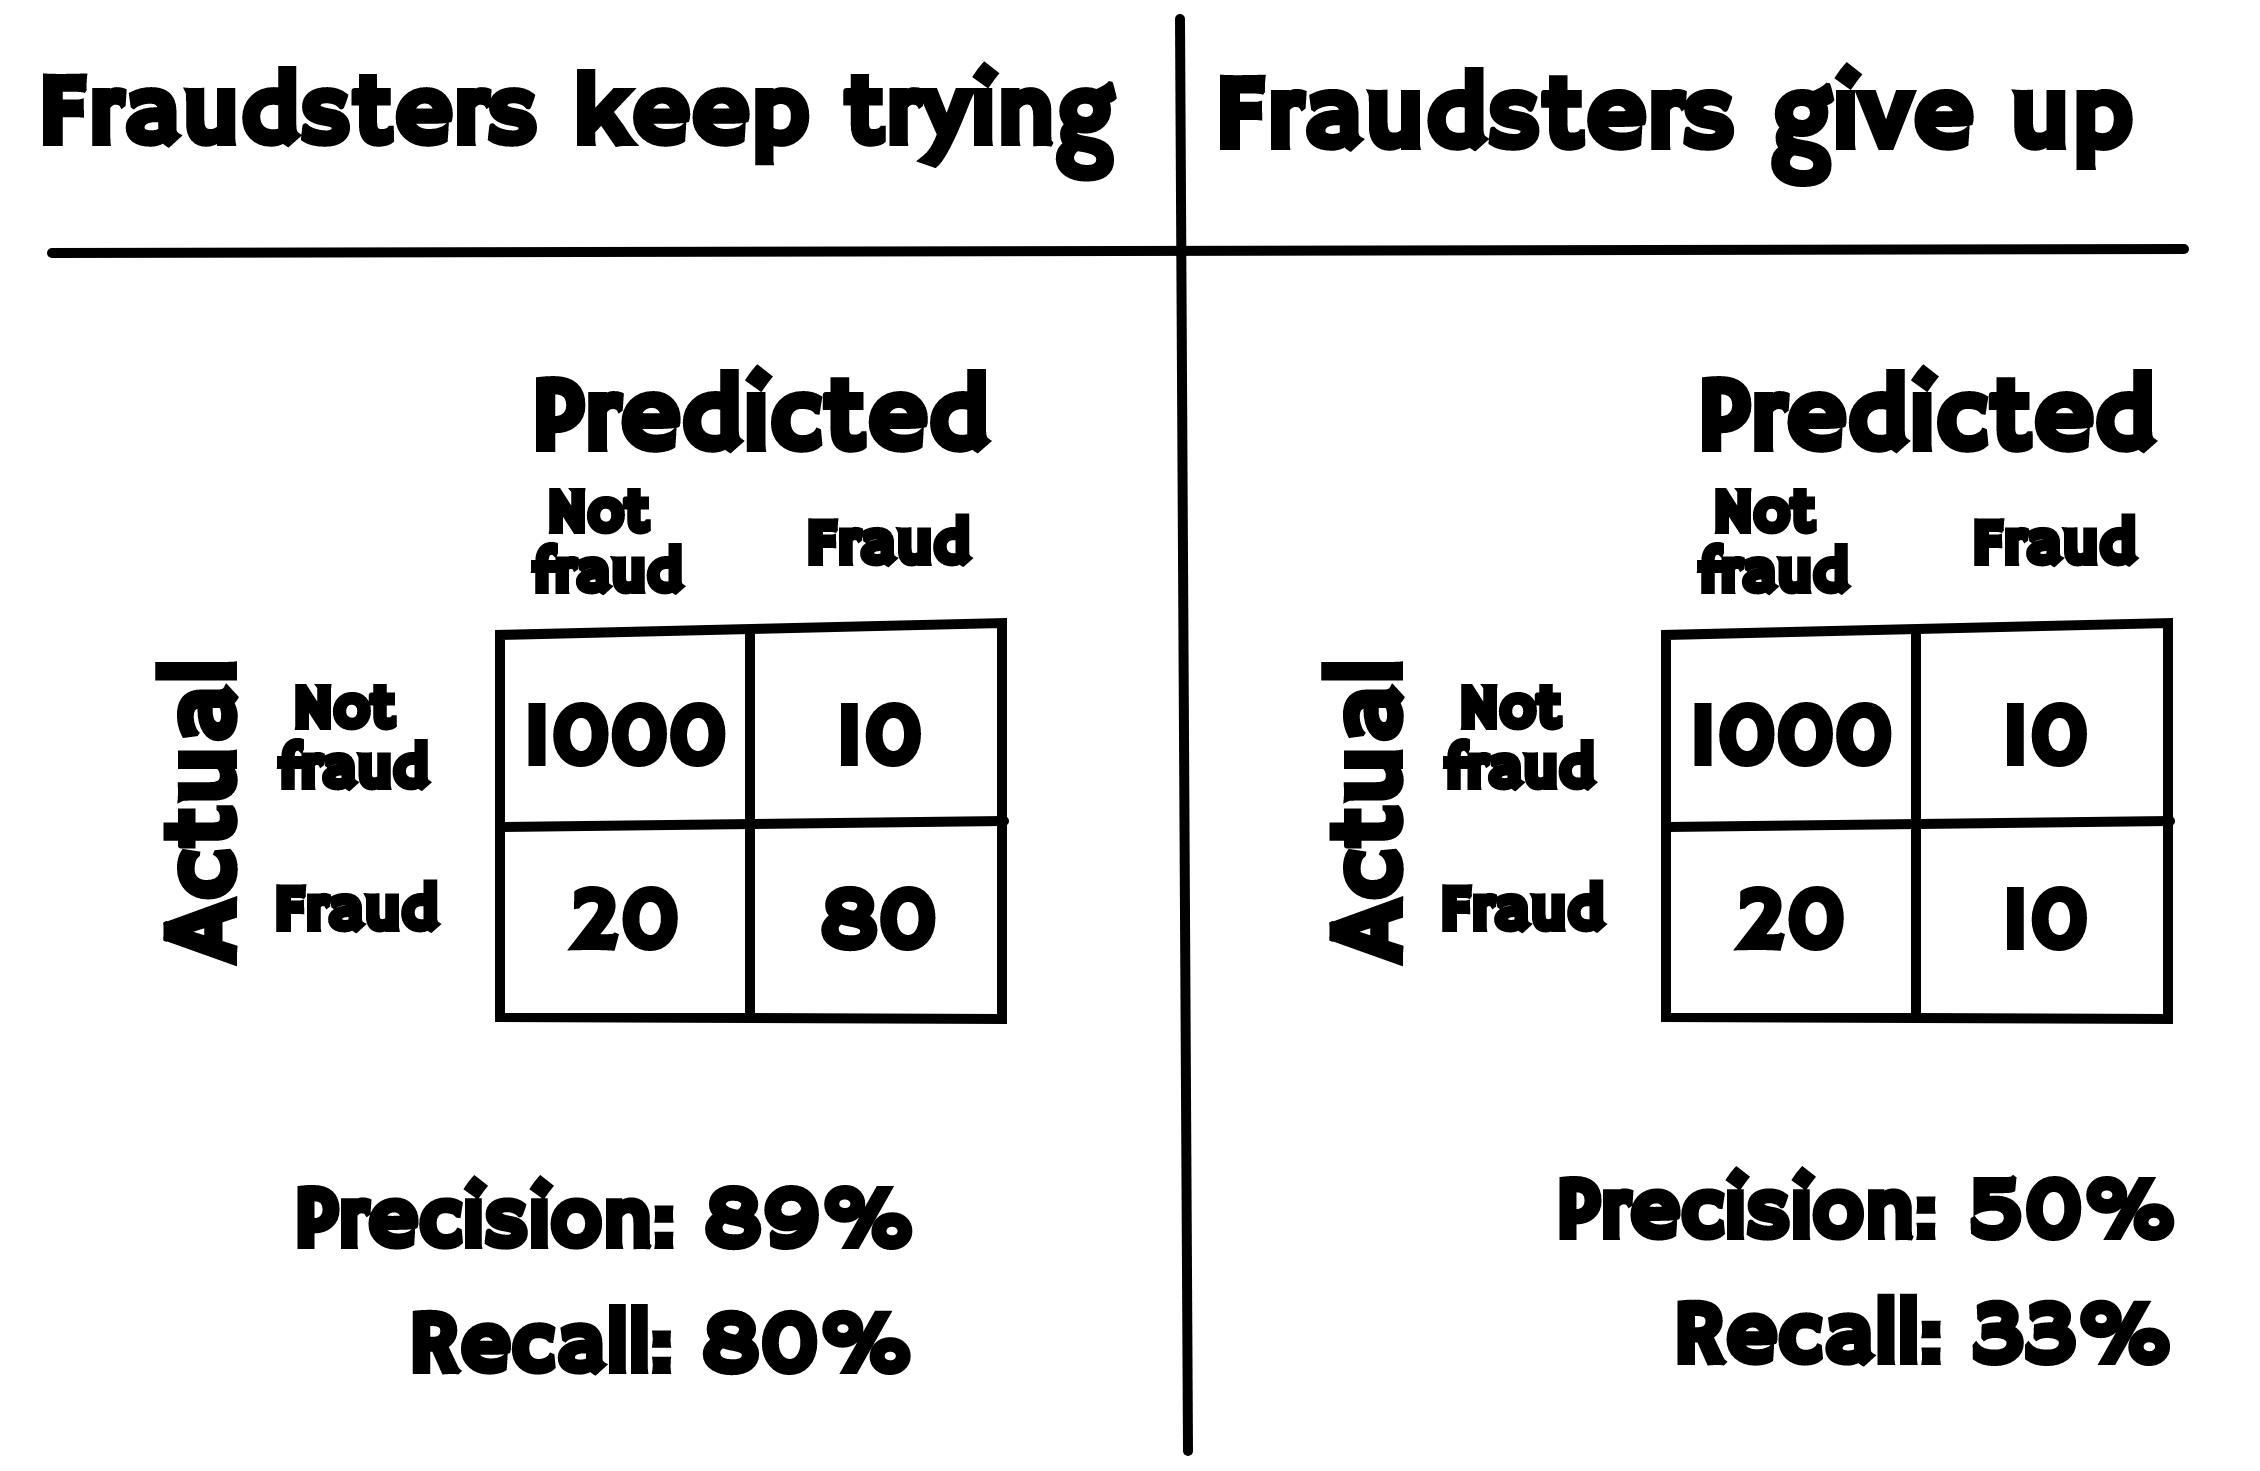 Fraudsters keep trying
Predicted
Not
fraud
Fraud
Actual
Not
fraud
1000
10
Fraud
20
80
Precision: 89%
Recall: 80%
Fraudsters give up
Predicted
Not
fraud
Fraud
Actual
Not
fraud
1000
10
Fraud
20
10
Precision: 50%
Recall: 33%